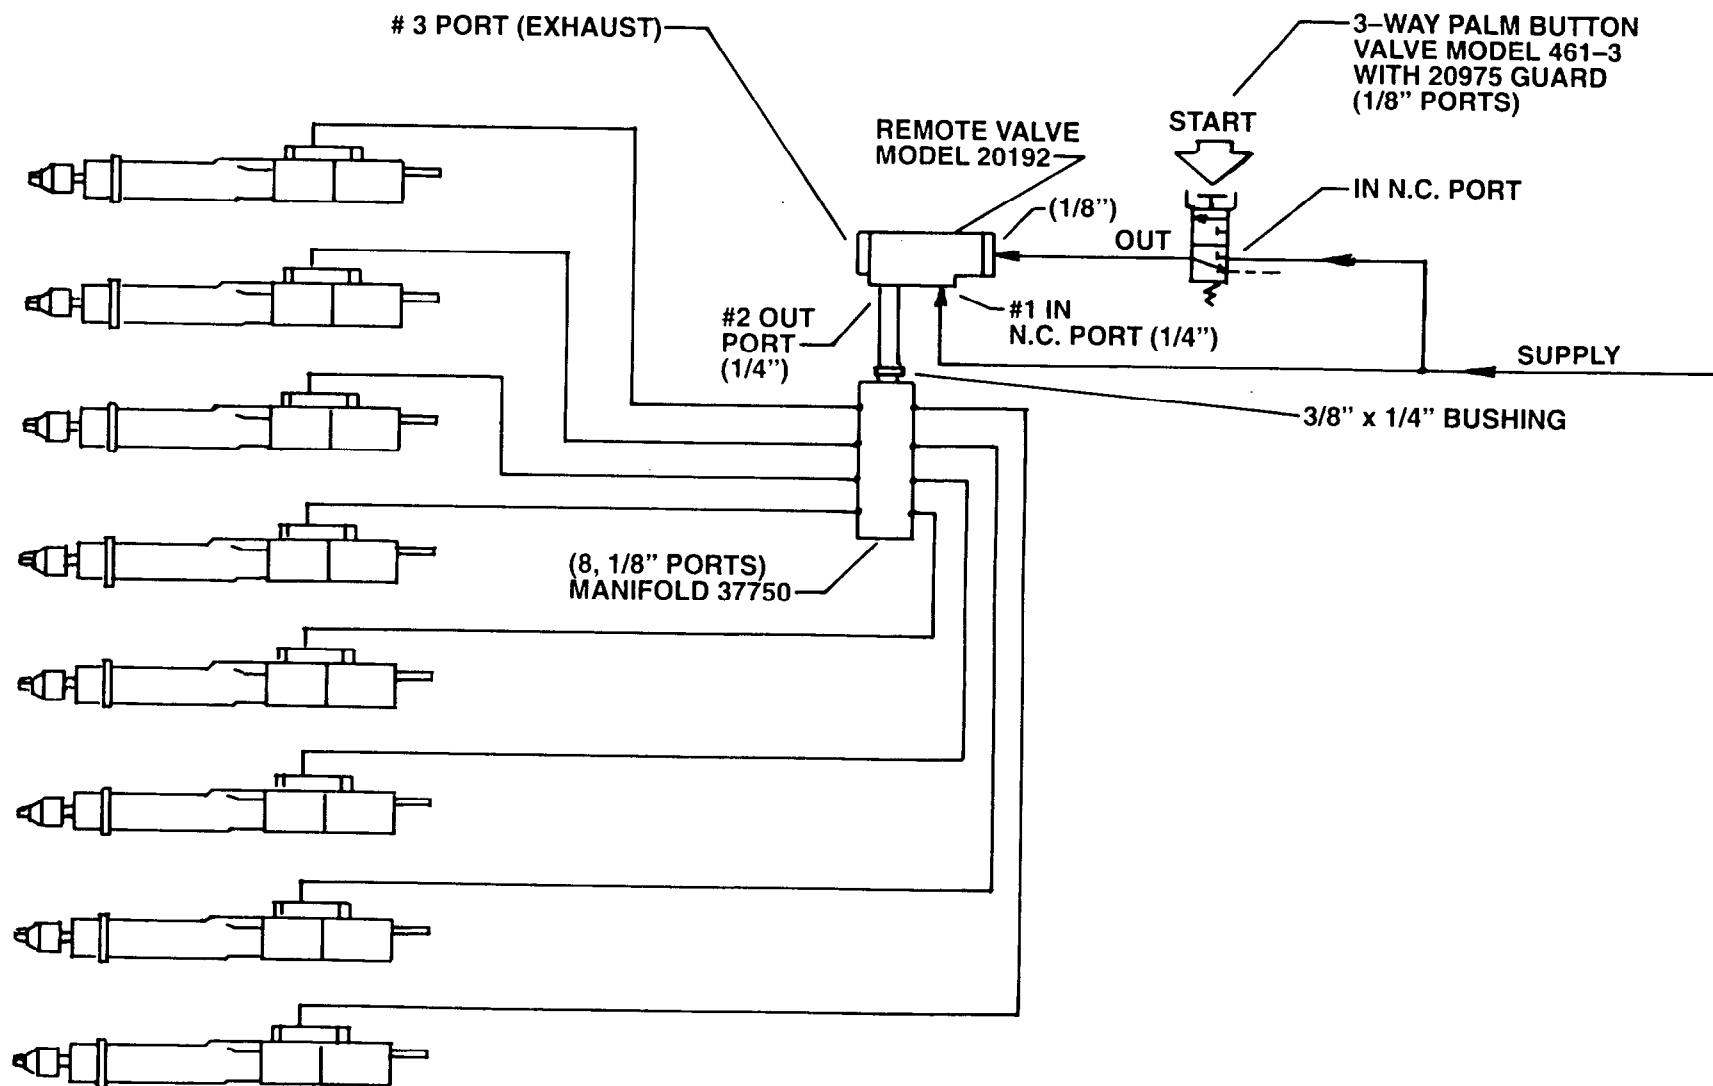 # 3 PORT (EXHAUST)
3–WAY PALM BUTTON
VALVE MODEL 461–3
WITH 20975 GUARD
(1/8” PORTS)
REMOTE VALVE
MODEL 20192
START
IN N.C. PORT
(1/8”)
OUT
#2 OUT
PORT
(1/4”)
#1 IN
N.C. PORT (1/4”)
SUPPLY
3/8” x 1/4” BUSHING
(8, 1/8” PORTS)
MANIFOLD 37750